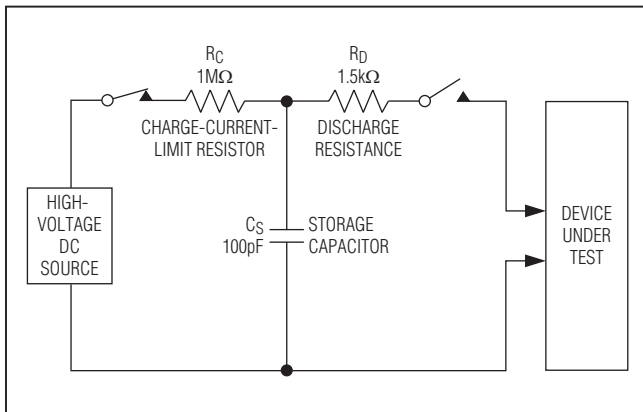 R_C
1MΩ
CHARGE-CURRENT-
LIMIT RESISTOR
R_D
1.5kΩ
DISCHARGE
RESISTANCE
HIGH-
VOLTAGE
DC
SOURCE
C_S
100pF
STORAGE
CAPACITOR
DEVICE
UNDER
TEST